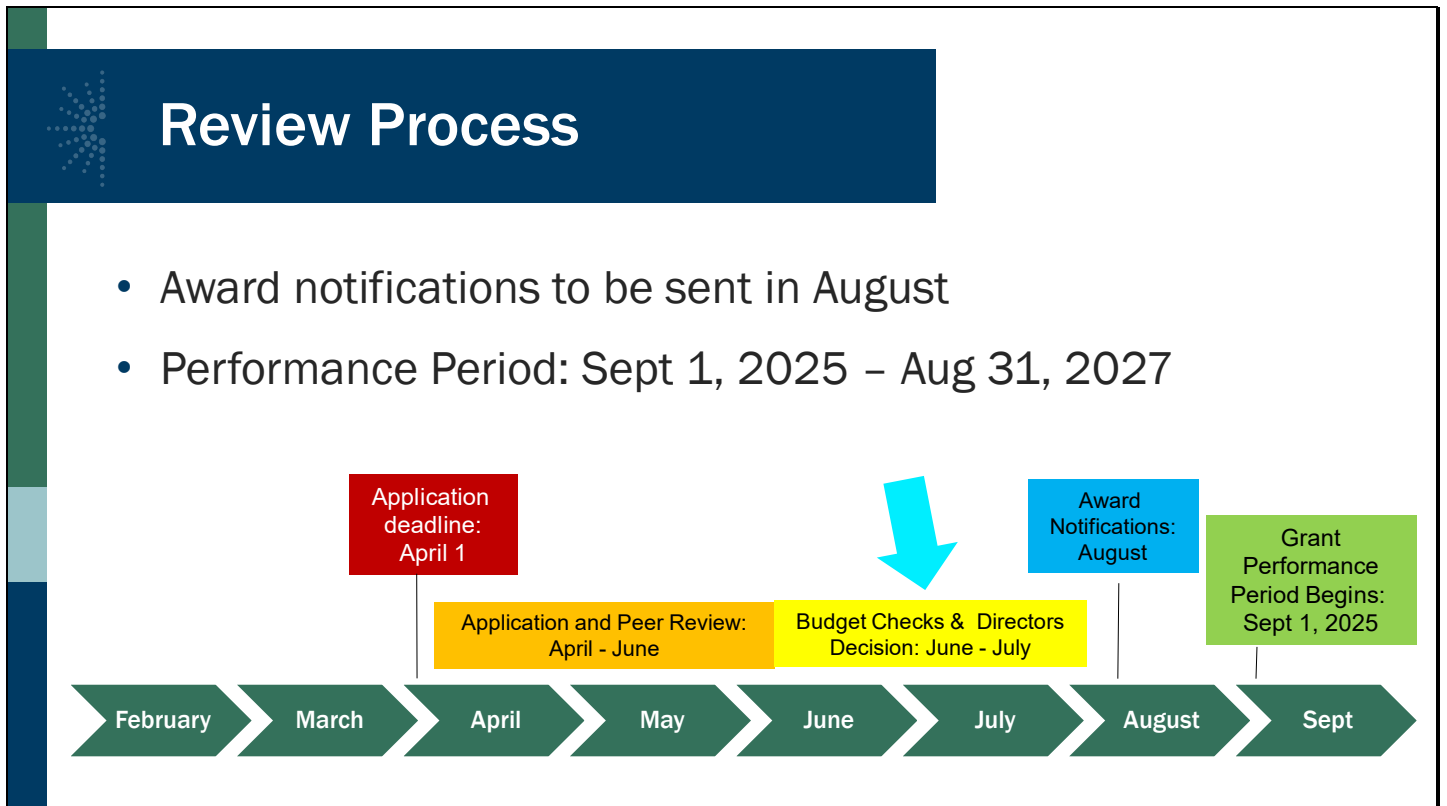 Review Process
• Award notifications to be sent in August
• Performance Period: Sept 1, 2025 – Aug 31, 2027
Application
deadline:
April 1
Application and Peer Review:
April - June
Budget Checks &  Directors
Decision: June - July
Award
Notifications:
August
Grant
Performance
Period Begins:
Sept 1, 2025
February
March
April
May
June
July
August
Sept